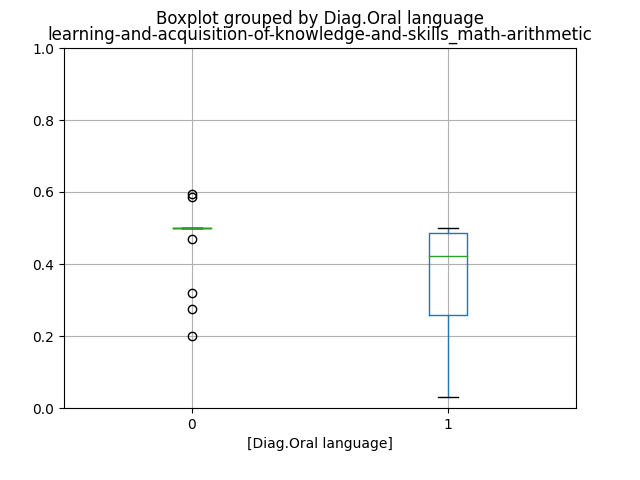 Boxplot grouped by Diag.Oral language
learning-and-acquisition-of-knowledge-and-skills_math-arithmetic
1.0
0.8
0.6
0.4
0.2
0.0
0 1
[Diag.Oral language]